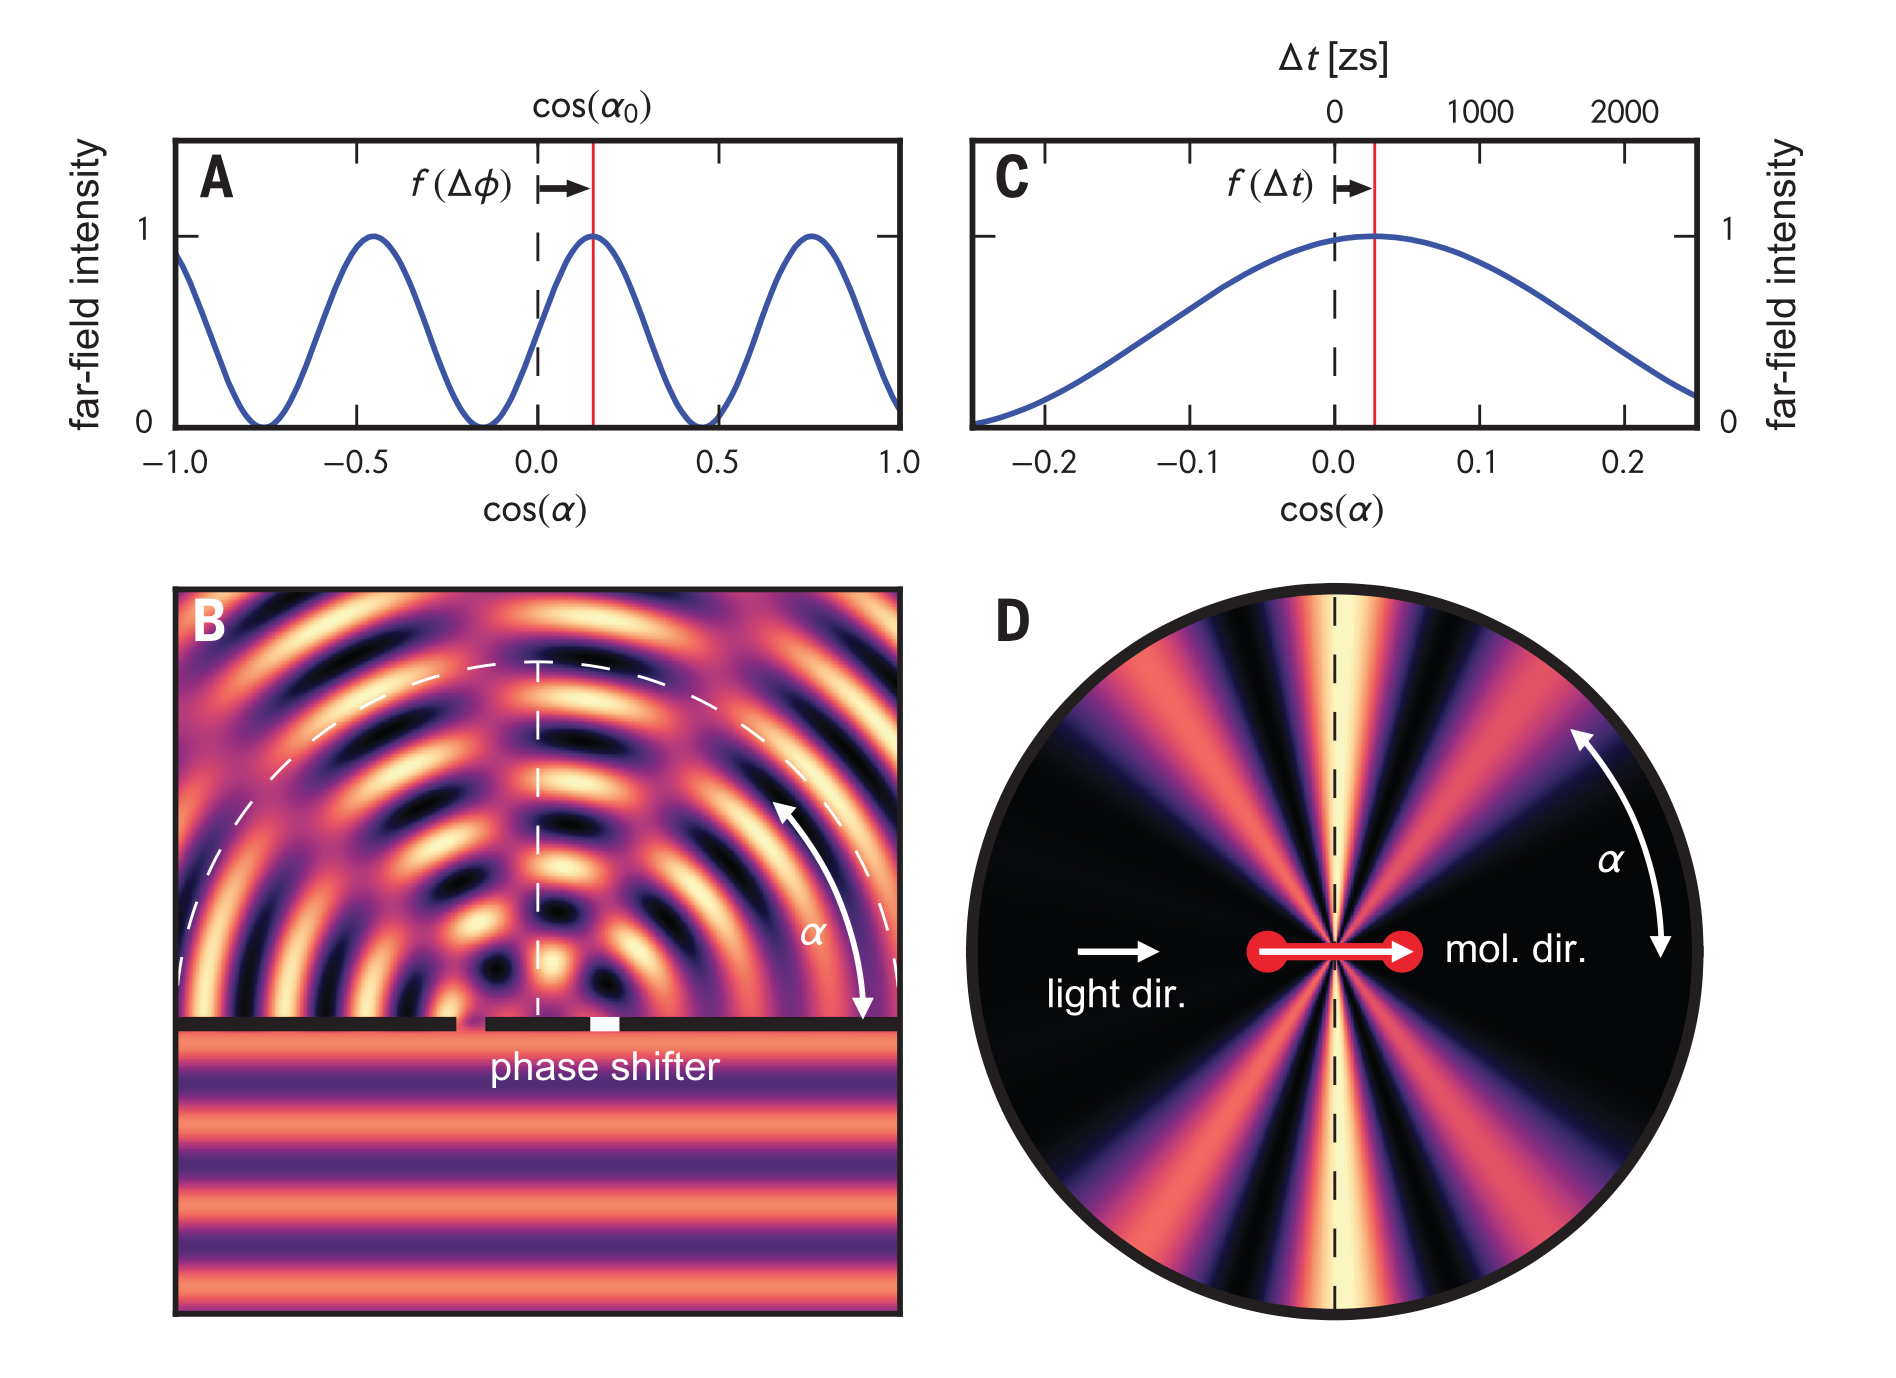 cos(α₀)
A
f(Δϕ)
far-field intensity
1
0
−1.0 −0.5 0.0 0.5 1.0
cos(α)
Δt [zs]
0 1000 2000
C
f(Δt)
1
0
far-field intensity
−0.2 −0.1 0.0 0.1 0.2
cos(α)
B
α
phase shifter
D
α
mol. dir.
light dir.